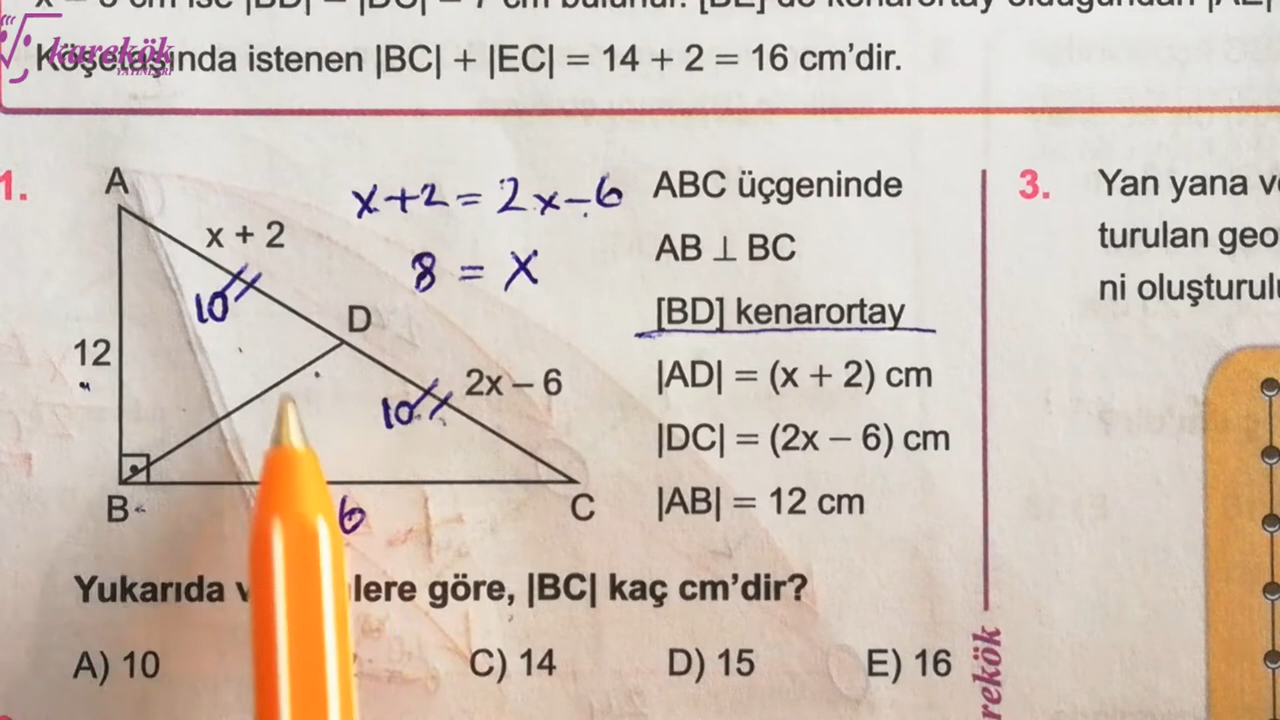 Köşetaşında istenen |BC| + |EC| = 14 + 2 = 16 cm'dir.
karekök
YAYINLARI
1.
A
x + 2
10
D
12
2x – 6
10
B
6
C
x+2 = 2x-6
8 = x
ABC üçgeninde
AB ⊥ BC
[BD] kenarortay
|AD| = (x + 2) cm
|DC| = (2x – 6) cm
|AB| = 12 cm
Yukarıda lere göre, |BC| kaç cm'dir?
A) 10 C) 14 D) 15 E) 16
3. Yan yana
turulan geo
ni oluşturul
rekök